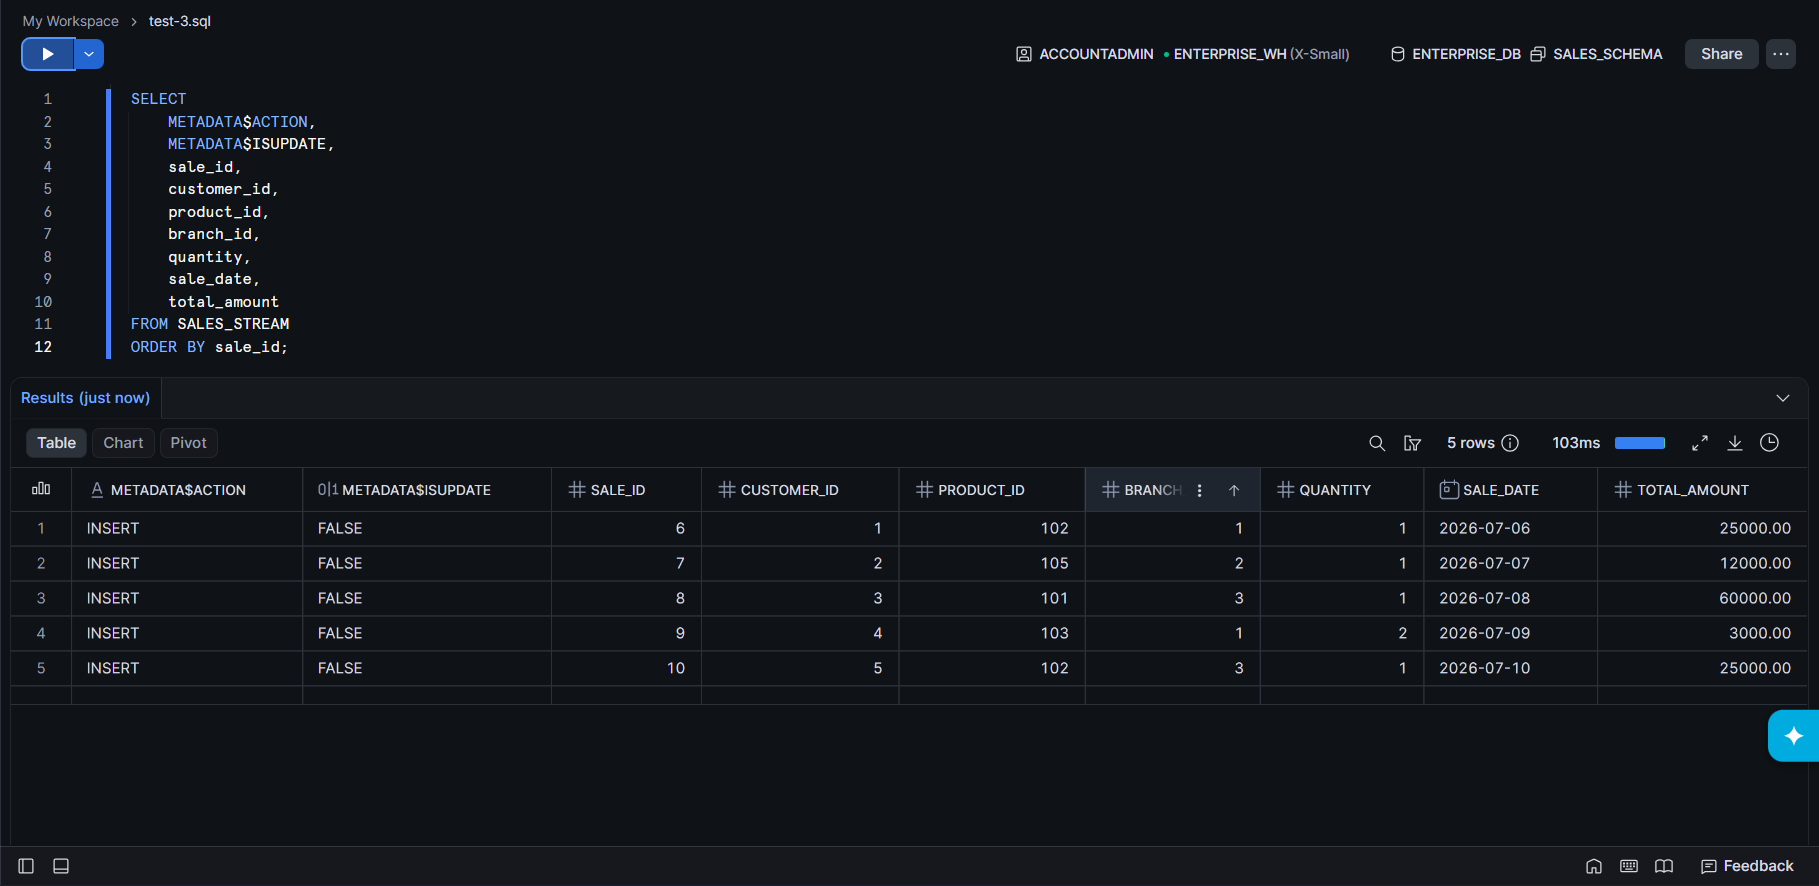 My Workspace > test-3.sql
ACCOUNTADMIN ENTERPRISE_WH (X-Small) ENTERPRISE_DB SALES_SCHEMA Share ...
1 SELECT
2 METADATA$ACTION,
3 METADATA$ISUPDATE,
4 sale_id,
5 customer_id,
6 product_id,
7 branch_id,
8 quantity,
9 sale_date,
10 total_amount
11 FROM SALES_STREAM
12 ORDER BY sale_id;
Results (just now)
Table Chart Pivot 5 rows 103ms
A METADATA$ACTION 0|1 METADATA$ISUPDATE # SALE_ID # CUSTOMER_ID # PRODUCT_ID # BRANCH # QUANTITY SALE_DATE # TOTAL_AMOUNT
1 INSERT FALSE 6 1 102 1 1 2026-07-06 25000.00
2 INSERT FALSE 7 2 105 2 1 2026-07-07 12000.00
3 INSERT FALSE 8 3 101 3 1 2026-07-08 60000.00
4 INSERT FALSE 9 4 103 1 2 2026-07-09 3000.00
5 INSERT FALSE 10 5 102 3 1 2026-07-10 25000.00
Feedback